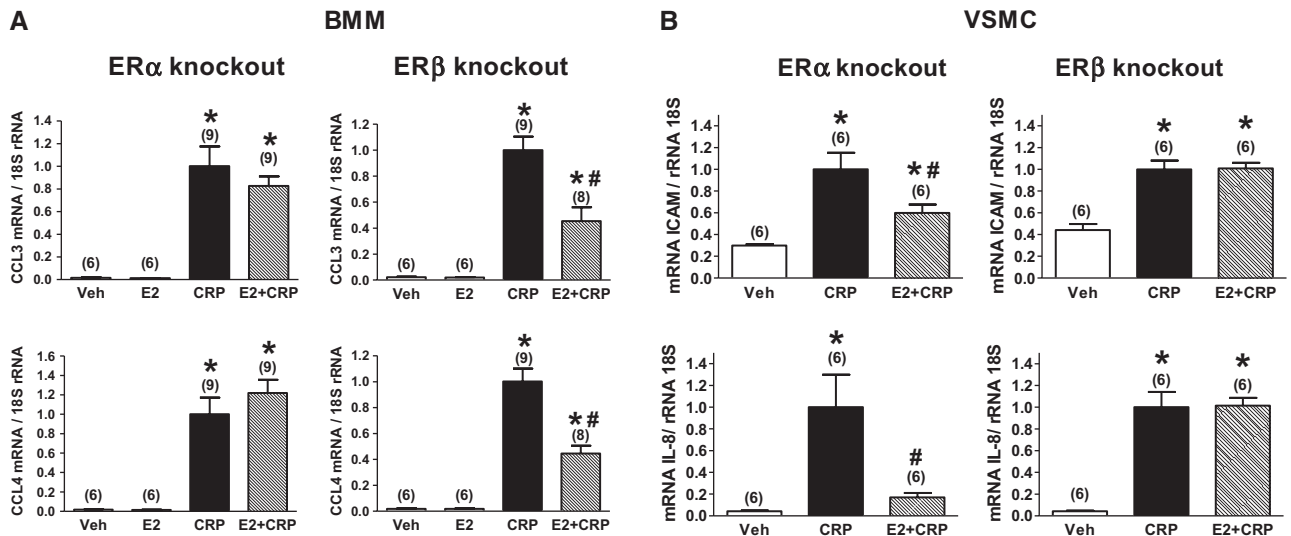 A
BMM
ERα knockout
ERβ knockout
CCL3 mRNA / 18S rRNA
1.4
1.2
1.0
0.8
0.6
0.4
0.2
0.0
(6)
(6)
*
(9)
*
(9)
Veh
E2
CRP
E2+CRP
CCL3 mRNA / 18S rRNA
1.2
1.0
0.8
0.6
0.4
0.2
0.0
(6)
(6)
*
(9)
*#
(8)
Veh
E2
CRP
E2+CRP
CCL4 mRNA / 18S rRNA
1.6
1.4
1.2
1.0
0.8
0.6
0.4
0.2
0.0
(6)
(6)
*
(9)
*
(9)
Veh
E2
CRP
E2+CRP
CCL4 mRNA / 18S rRNA
1.2
1.0
0.8
0.6
0.4
0.2
0.0
(6)
(6)
*
(9)
*#
(8)
Veh
E2
CRP
E2+CRP
B
VSMC
ERα knockout
ERβ knockout
mRNA ICAM / rRNA 18S
1.4
1.2
1.0
0.8
0.6
0.4
0.2
0.0
(6)
*
(6)
*#
(6)
Veh
CRP
E2+CRP
mRNA ICAM / rRNA 18S
1.4
1.2
1.0
0.8
0.6
0.4
0.2
0.0
(6)
*
(6)
*
(6)
Veh
CRP
E2+CRP
mRNA IL-8/ rRNA 18S
1.4
1.2
1.0
0.8
0.6
0.4
0.2
0.0
(6)
*
(6)
#
(6)
Veh
CRP
E2+CRP
mRNA IL-8/ rRNA 18S
1.4
1.2
1.0
0.8
0.6
0.4
0.2
0.0
(6)
*
(6)
*
(6)
Veh
CRP
E2+CRP